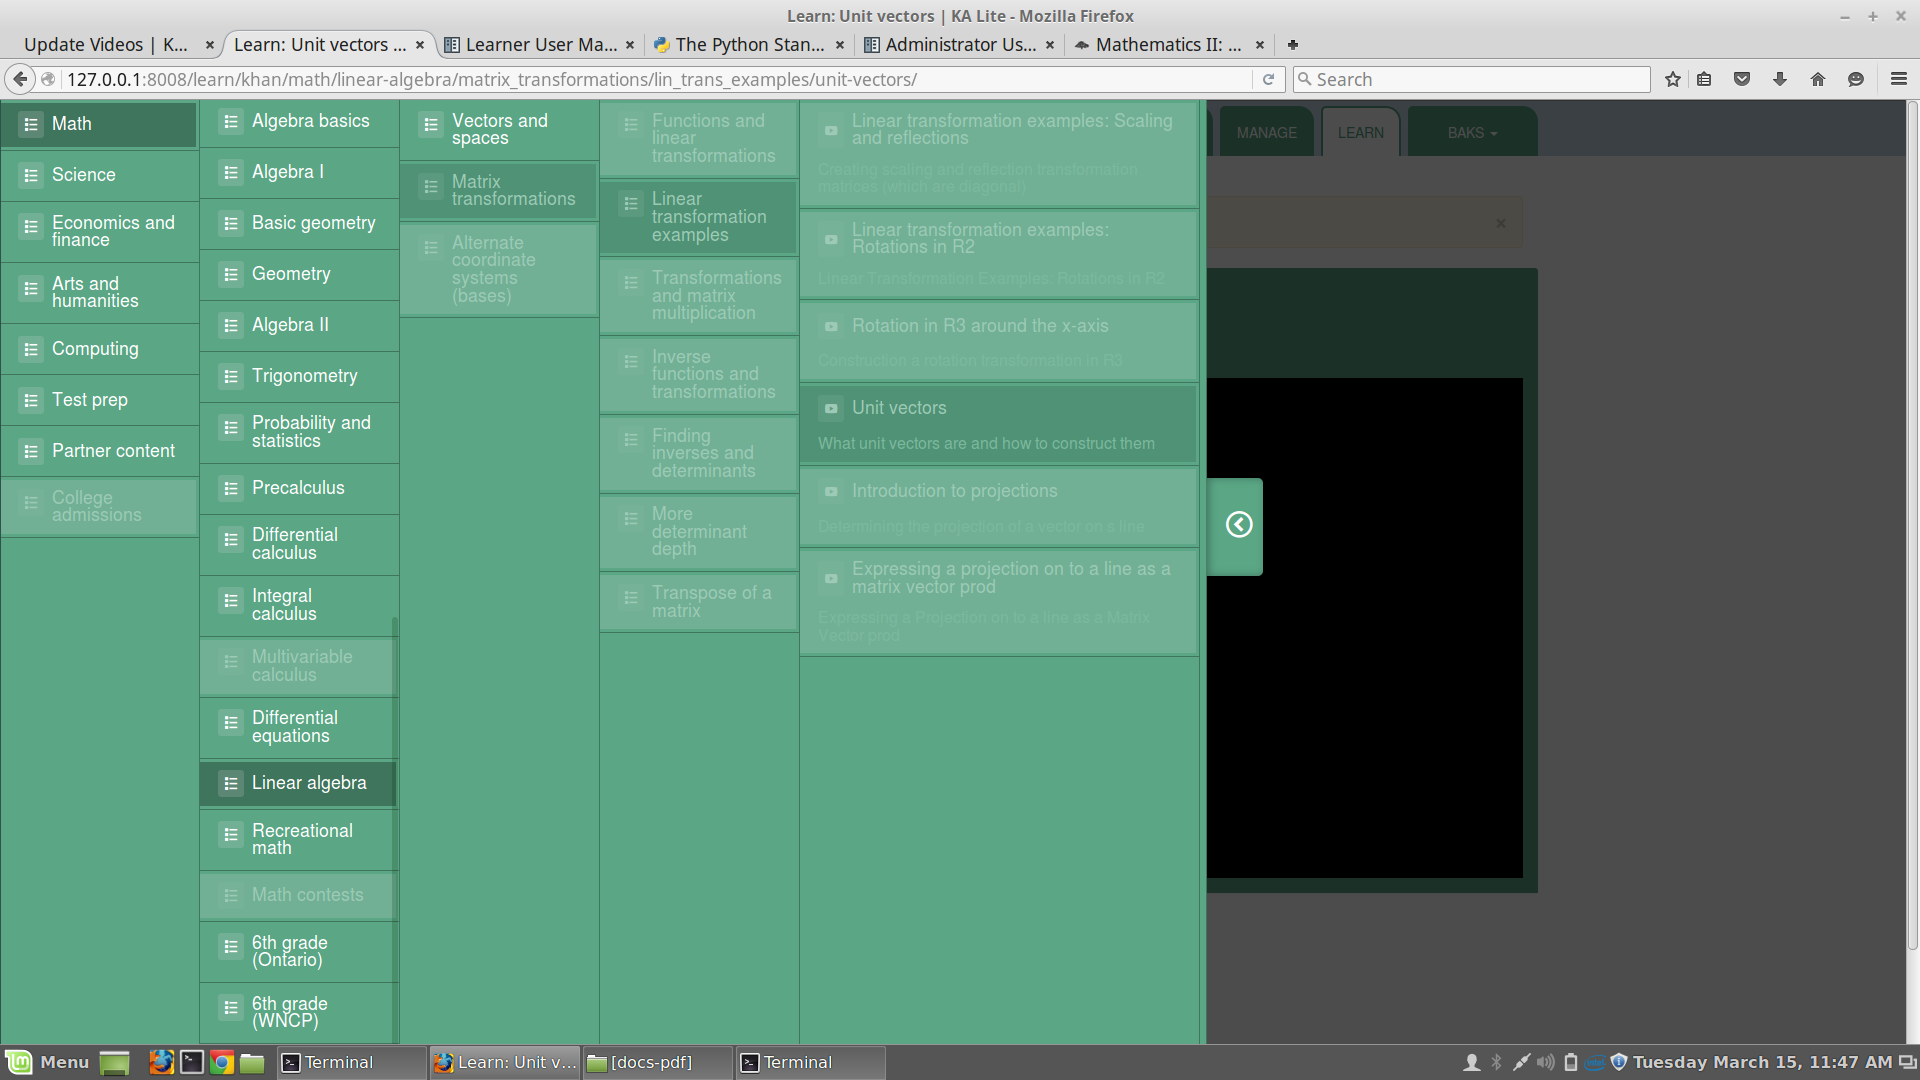 Learn: Unit vectors | KA Lite - Mozilla Firefox
Update Videos | K...
Learn: Unit vectors ...
Learner User Ma...
The Python Stan...
Administrator Us...
Mathematics II: ...
127.0.0.1:8008/learn/khan/math/linear-algebra/matrix_transformations/lin_trans_examples/unit-vectors/
Search
MANAGE
LEARN
BAKS
Math
Science
Economics and
finance
Arts and
humanities
Computing
Test prep
Partner content
College
admissions
Algebra basics
Algebra I
Basic geometry
Geometry
Algebra II
Trigonometry
Probability and
statistics
Precalculus
Differential
calculus
Integral
calculus
Multivariable
calculus
Differential
equations
Linear algebra
Recreational
math
Math contests
6th grade
(Ontario)
6th grade
(WNCP)
Vectors and
spaces
Matrix
transformations
Alternate
coordinate
systems
(bases)
Functions and
linear
transformations
Linear
transformation
examples
Transformations
and matrix
multiplication
Inverse
functions and
transformations
Finding
inverses and
determinants
More
determinant
depth
Transpose of a
matrix
Linear transformation examples: Scaling
and reflections
Creating scaling and reflection transformation
matrices (which are diagonal)
Linear transformation examples:
Rotations in R2
Linear Transformation Examples: Rotations in R2
Rotation in R3 around the x-axis
Construction a rotation transformation in R3
Unit vectors
What unit vectors are and how to construct them
Introduction to projections
Determining the projection of a vector on s line
Expressing a projection on to a line as a
matrix vector prod
Expressing a Projection on to a line as a Matrix
Vector prod
Menu
Terminal
Learn: Unit v...
[docs-pdf]
Terminal
Tuesday March 15, 11:47 AM